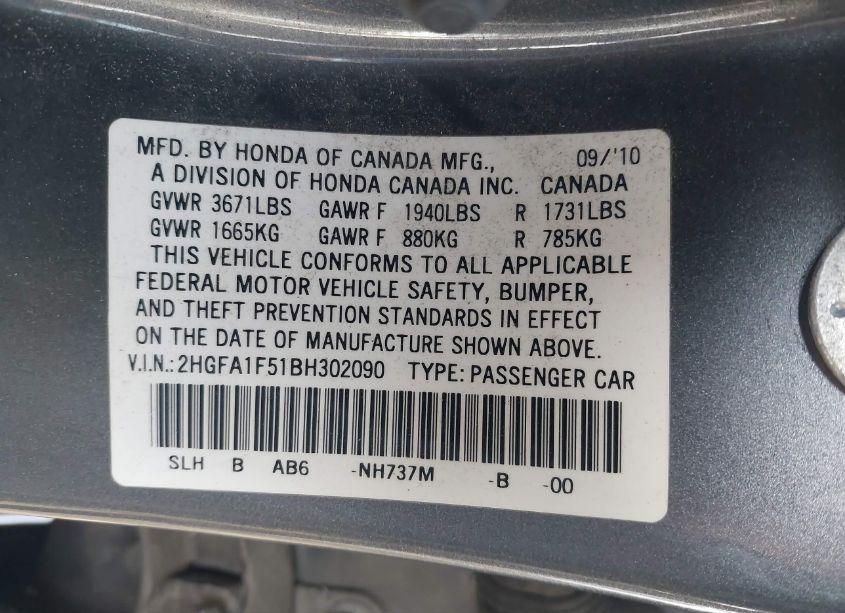 MFD. BY HONDA OF CANADA MFG., 09/'10
A DIVISION OF HONDA CANADA INC. CANADA
GVWR 3671LBS GAWR F 1940LBS R 1731LBS
GVWR 1665KG GAWR F 880KG R 785KG
THIS VEHICLE CONFORMS TO ALL APPLICABLE
FEDERAL MOTOR VEHICLE SAFETY, BUMPER,
AND THEFT PREVENTION STANDARDS IN EFFECT
ON THE DATE OF MANUFACTURE SHOWN ABOVE.
V.I.N.:2HGFA1F51BH302090 TYPE:PASSENGER CAR
SLH B AB6 -NH737M -B -00